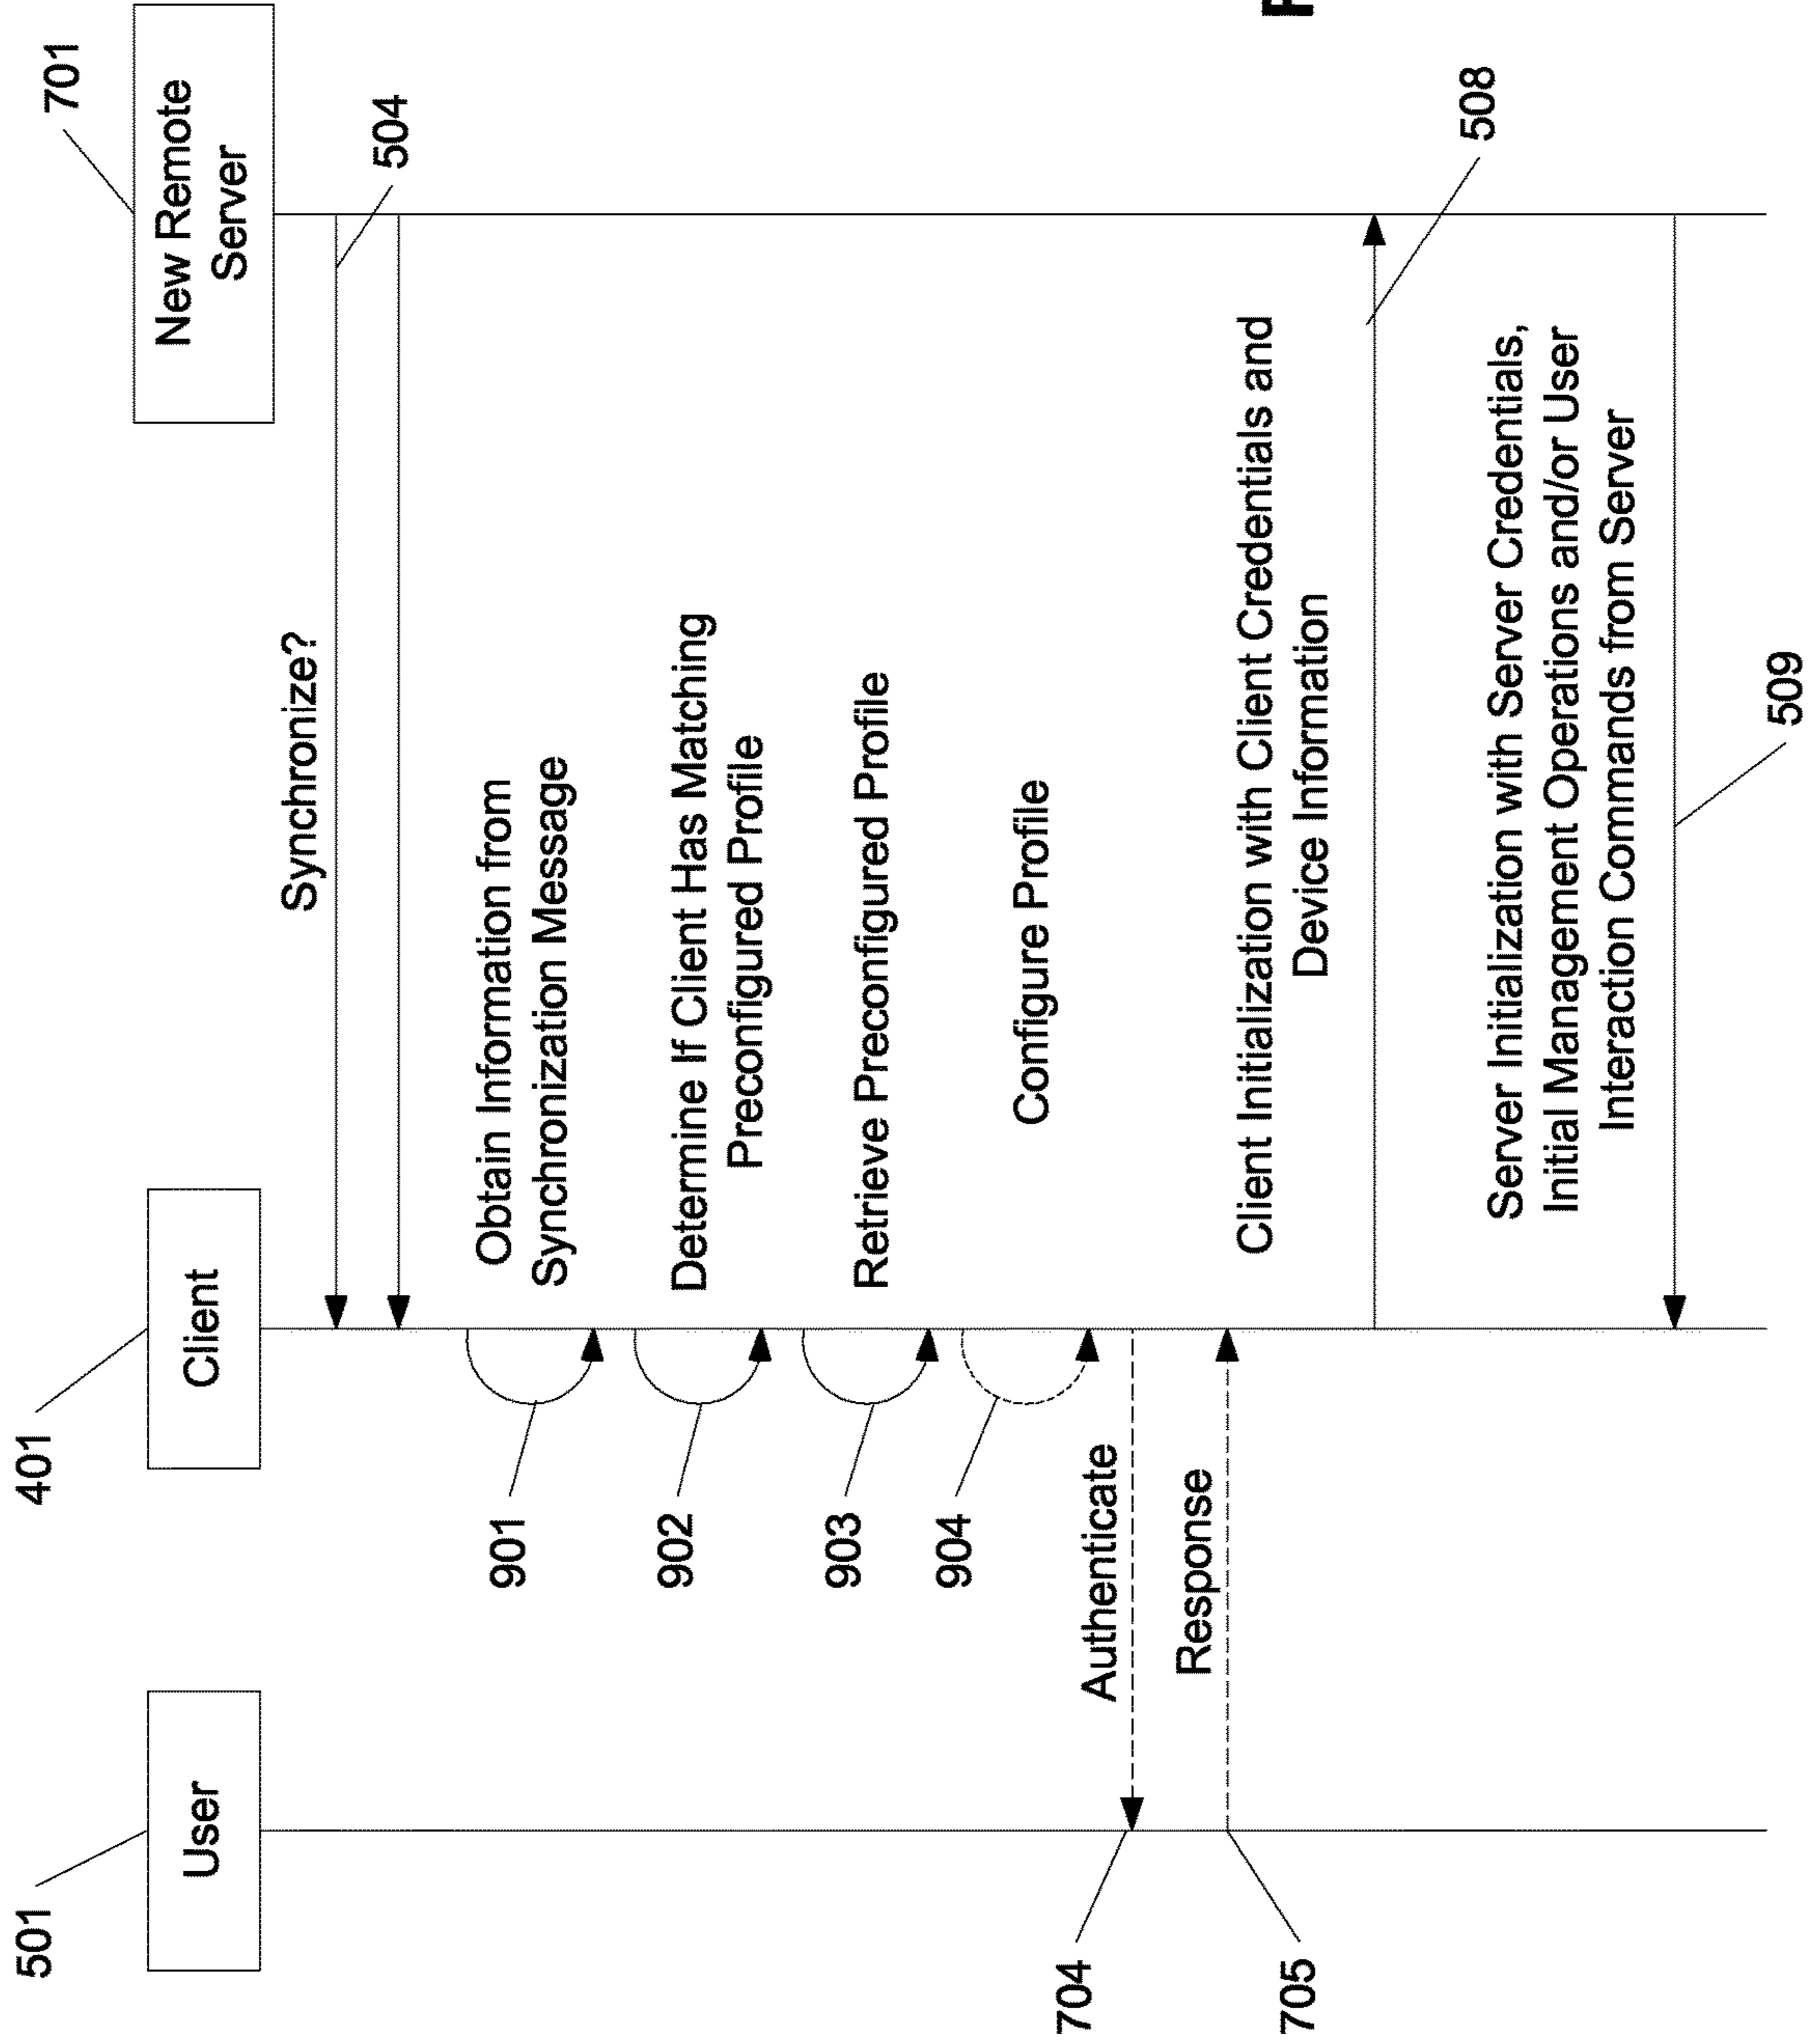 501
User
401
Client
701
New Remote
Server
Synchronize?
504
901
Obtain Information from
Synchronization Message
902
Determine If Client Has Matching
Preconfigured Profile
903
Retrieve Preconfigured Profile
904
Configure Profile
Authenticate
704
Response
705
Client Initialization with Client Credentials and
Device Information
508
Server Initialization with Server Credentials,
Initial Management Operations and/or User
Interaction Commands from Server
509